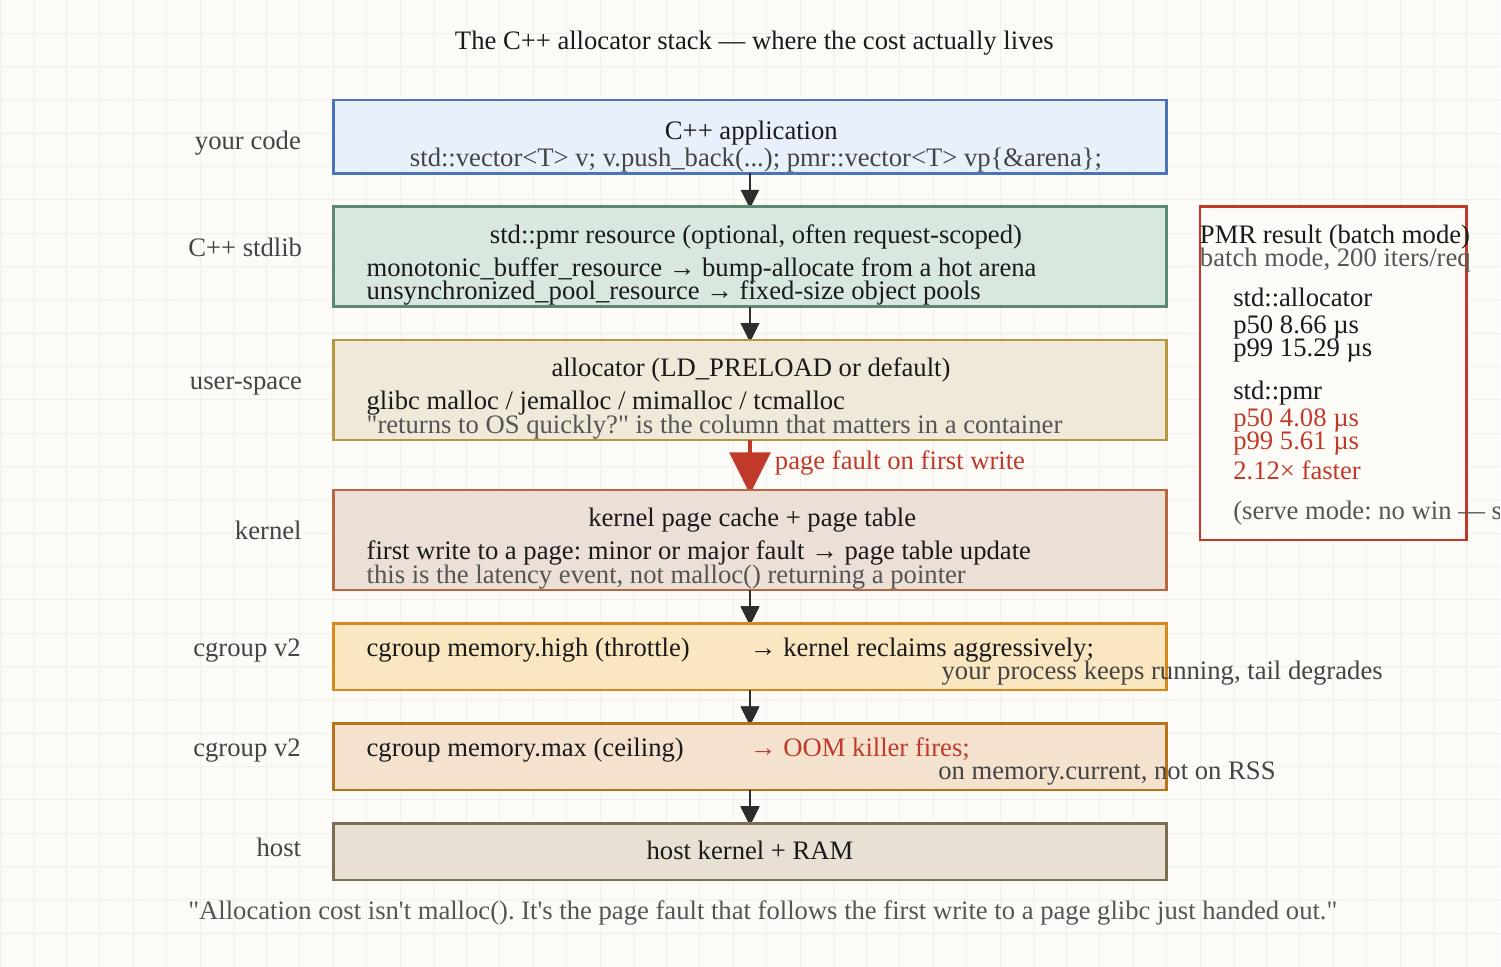 The C++ allocator stack — where the cost actually lives
your code
C++ application
std::vector<T> v; v.push_back(...); pmr::vector<T> vp{&arena};
C++ stdlib
std::pmr resource (optional, often request-scoped)
monotonic_buffer_resource → bump-allocate from a hot arena
unsynchronized_pool_resource → fixed-size object pools
user-space
allocator (LD_PRELOAD or default)
glibc malloc / jemalloc / mimalloc / tcmalloc
"returns to OS quickly?" is the column that matters in a container
page fault on first write
kernel
kernel page cache + page table
first write to a page: minor or major fault → page table update
this is the latency event, not malloc() returning a pointer
cgroup v2
cgroup memory.high (throttle) → kernel reclaims aggressively;
your process keeps running, tail degrades
cgroup v2
cgroup memory.max (ceiling) → OOM killer fires;
on memory.current, not on RSS
host
host kernel + RAM
PMR result (batch mode)
batch mode, 200 iters/req
std::allocator
p50 8.66 µs
p99 15.29 µs
std::pmr
p50 4.08 µs
p99 5.61 µs
2.12× faster
(serve mode: no win —
"Allocation cost isn't malloc(). It's the page fault that follows the first write to a page glibc just handed out."